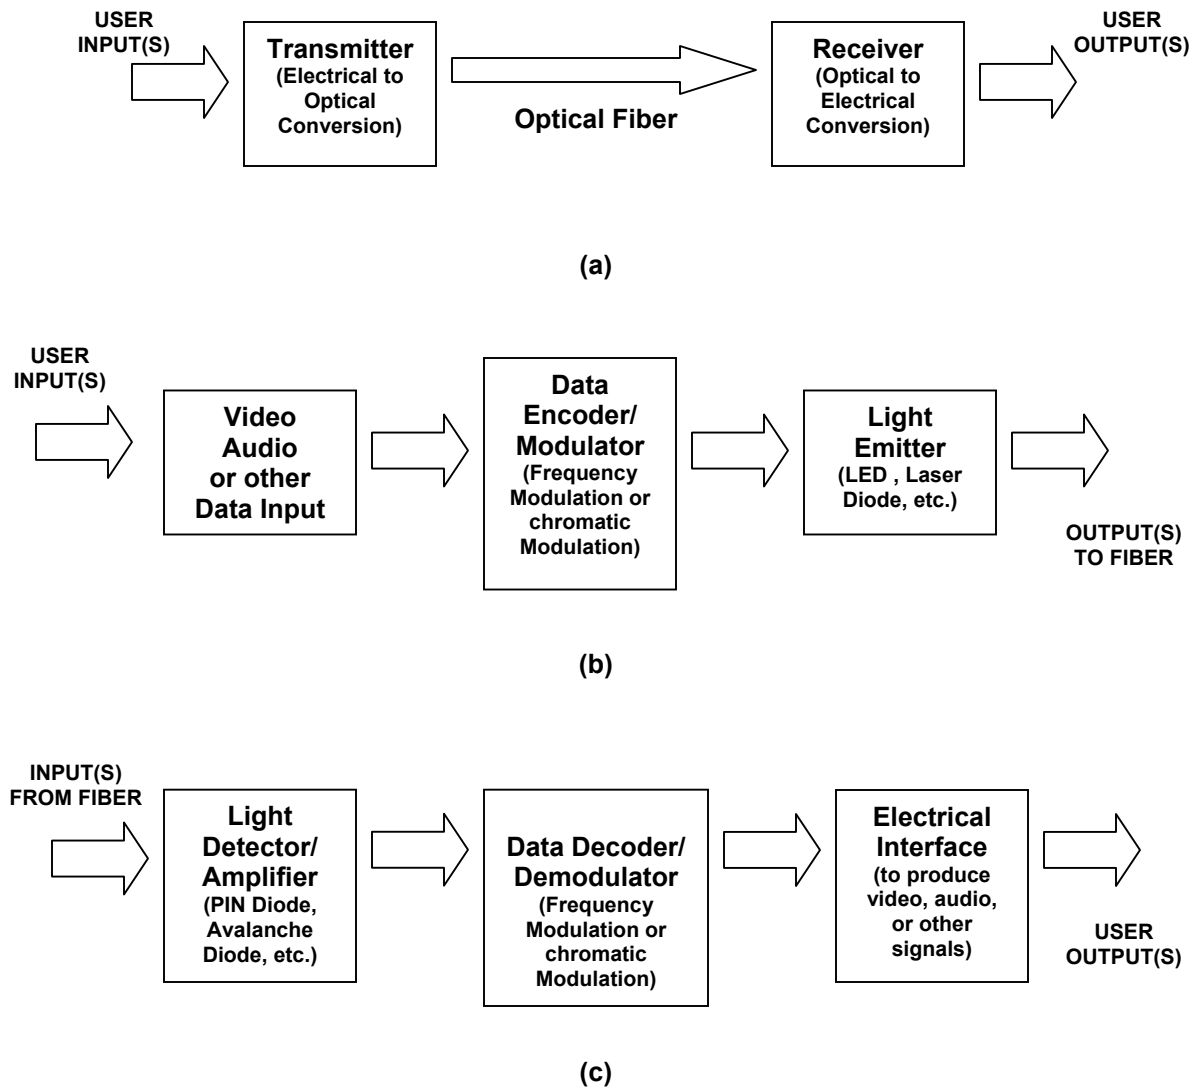 USER
INPUT(S)
Transmitter
(Electrical to
Optical
Conversion)
Optical Fiber
Receiver
(Optical to
Electrical
Conversion)
USER
OUTPUT(S)
(a)
USER
INPUT(S)
Video
Audio
or other
Data Input
Data
Encoder/
Modulator
(Frequency
Modulation or
chromatic
Modulation)
Light
Emitter
(LED , Laser
Diode, etc.)
OUTPUT(S)
TO FIBER
(b)
INPUT(S)
FROM FIBER
Light
Detector/
Amplifier
(PIN Diode,
Avalanche
Diode, etc.)
Data Decoder/
Demodulator
(Frequency
Modulation or
chromatic
Modulation)
Electrical
Interface
(to produce
video, audio,
or other
signals)
USER
OUTPUT(S)
(c)